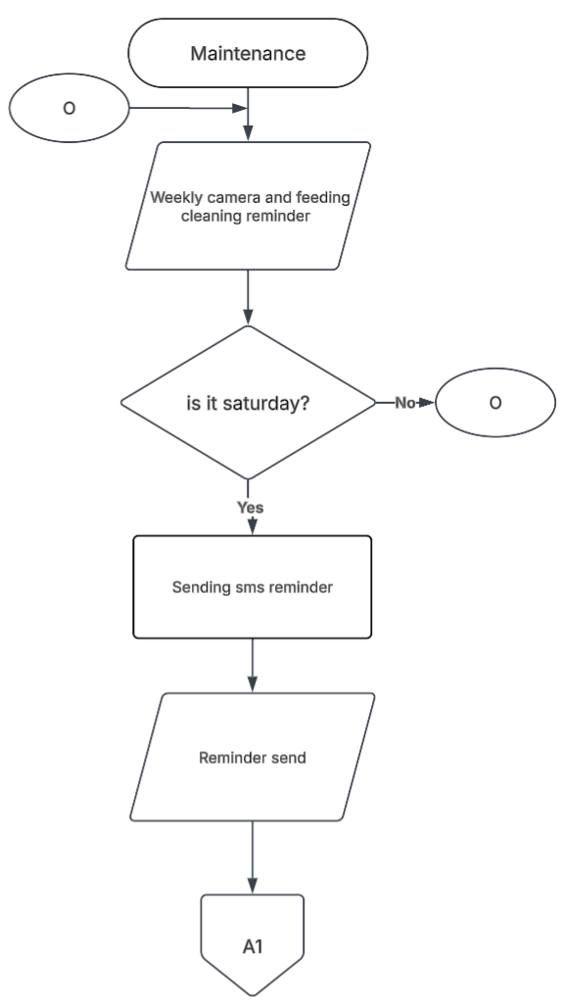 Maintenance
O
Weekly camera and feeding
cleaning reminder
is it saturday?
No
O
Yes
Sending sms reminder
Reminder send
A1